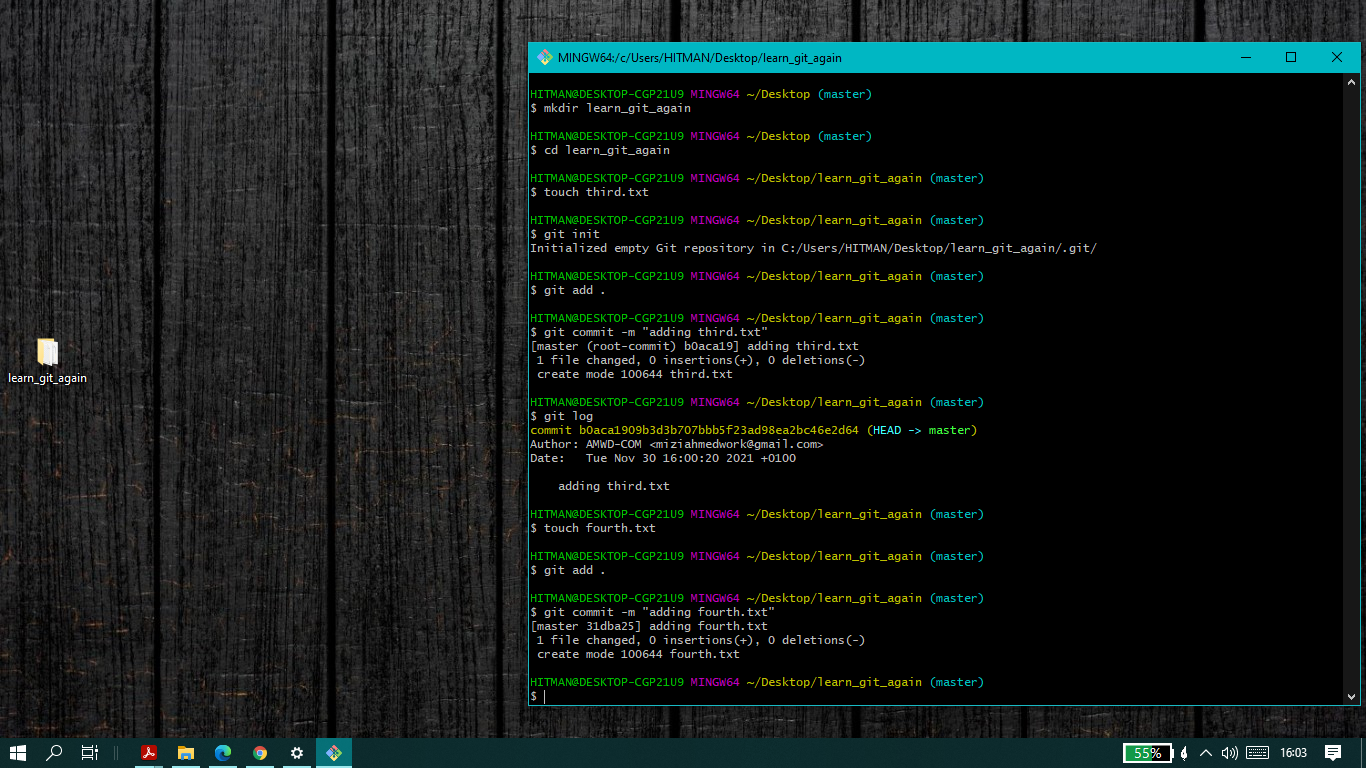 MINGW64:/c/Users/HITMAN/Desktop/learn_git_again
HITMAN@DESKTOP-CGP21U9 MINGW64 ~/Desktop (master)
$ mkdir learn_git_again
HITMAN@DESKTOP-CGP21U9 MINGW64 ~/Desktop (master)
$ cd learn_git_again
HITMAN@DESKTOP-CGP21U9 MINGW64 ~/Desktop/learn_git_again (master)
$ touch third.txt
HITMAN@DESKTOP-CGP21U9 MINGW64 ~/Desktop/learn_git_again (master)
$ git init
Initialized empty Git repository in C:/Users/HITMAN/Desktop/learn_git_again/.git/
HITMAN@DESKTOP-CGP21U9 MINGW64 ~/Desktop/learn_git_again (master)
$ git add .
HITMAN@DESKTOP-CGP21U9 MINGW64 ~/Desktop/learn_git_again (master)
$ git commit -m "adding third.txt"
[master (root-commit) b0aca19] adding third.txt
 1 file changed, 0 insertions(+), 0 deletions(-)
 create mode 100644 third.txt
HITMAN@DESKTOP-CGP21U9 MINGW64 ~/Desktop/learn_git_again (master)
$ git log
commit b0aca1909b3d3b707bbb5f23ad98ea2bc46e2d64 (HEAD -> master)
Author: AMWD-COM <miziahmedwork@gmail.com>
Date:   Tue Nov 30 16:00:20 2021 +0100
    adding third.txt
HITMAN@DESKTOP-CGP21U9 MINGW64 ~/Desktop/learn_git_again (master)
$ touch fourth.txt
HITMAN@DESKTOP-CGP21U9 MINGW64 ~/Desktop/learn_git_again (master)
$ git add .
HITMAN@DESKTOP-CGP21U9 MINGW64 ~/Desktop/learn_git_again (master)
$ git commit -m "adding fourth.txt"
[master 31dba25] adding fourth.txt
 1 file changed, 0 insertions(+), 0 deletions(-)
 create mode 100644 fourth.txt
HITMAN@DESKTOP-CGP21U9 MINGW64 ~/Desktop/learn_git_again (master)
$
learn_git_again
55%
16:03